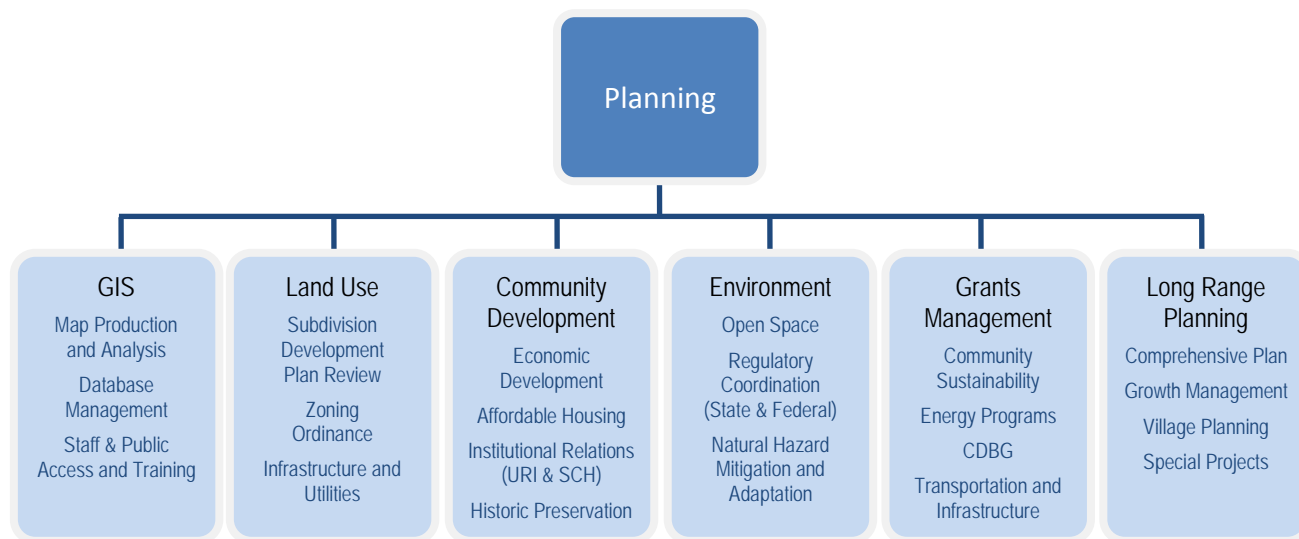 Planning
GIS
Map Production
and Analysis
Database
Management
Staff & Public
Access and Training
Land Use
Subdivision
Development
Plan Review
Zoning
Ordinance
Infrastructure and
Utilities
Community
Development
Economic
Development
Affordable Housing
Institutional Relations
(URI & SCH)
Historic Preservation
Environment
Open Space
Regulatory
Coordination
(State & Federal)
Natural Hazard
Mitigation and
Adaptation
Grants
Management
Community
Sustainability
Energy Programs
CDBG
Transportation and
Infrastructure
Long Range
Planning
Comprehensive Plan
Growth Management
Village Planning
Special Projects